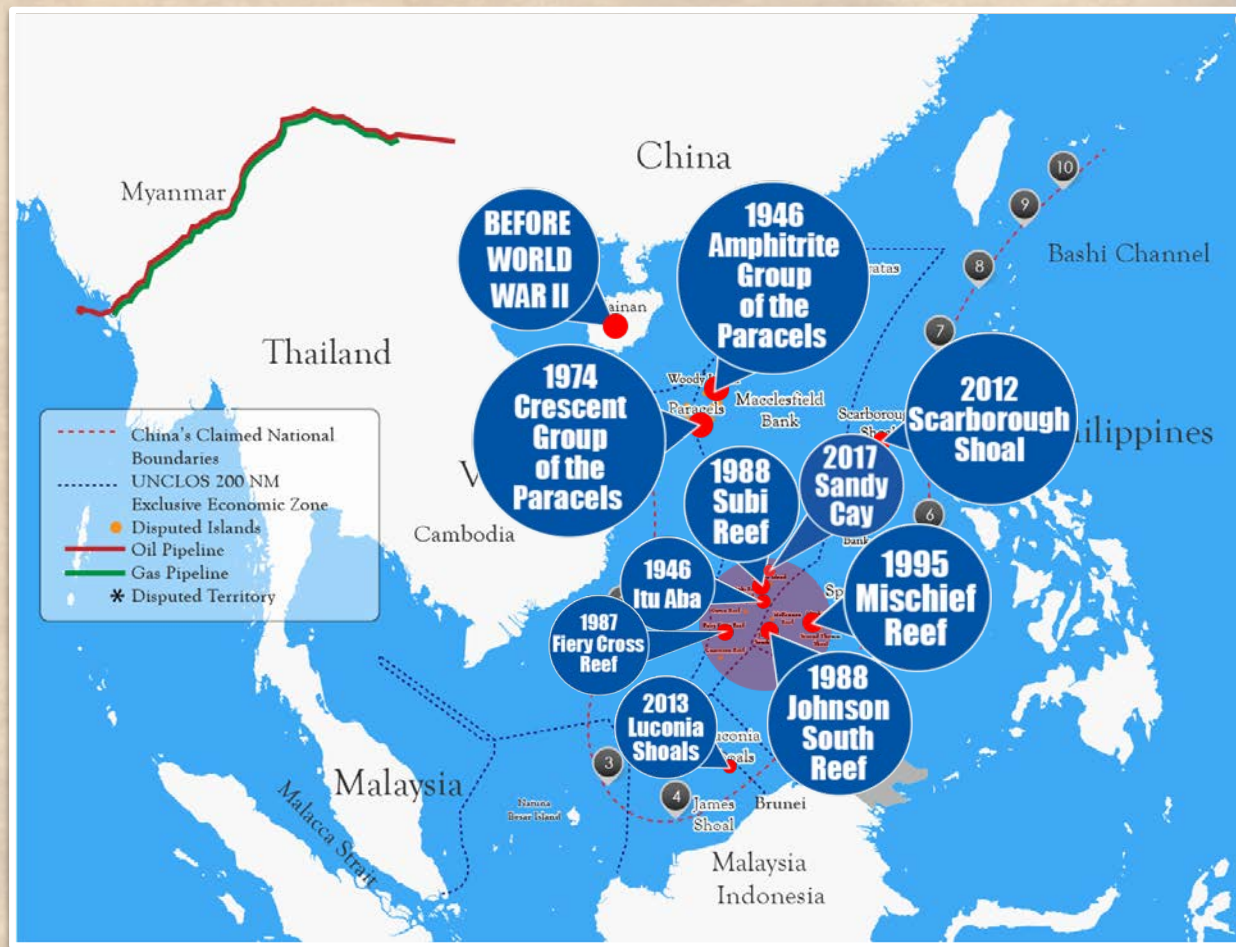 China
Myanmar
10
9
8
7
Bashi Channel
BEFORE
WORLD
WAR II
1946
Amphitrite
Group
of the
Paracels
Thailand
1974
Crescent
Group
of the
Paracels
Paracels
Macclesfield
Bank
2012
Scarborough
Shoal
China's Claimed National
Boundaries
UNCLOS 200 NM
Exclusive Economic Zone
Disputed Islands
Oil Pipeline
Gas Pipeline
* Disputed Territory
Cambodia
1988
Subi
Reef
2017
Sandy
Cay
6
1946
Itu Aba
1995
Mischief
Reef
1987
Fiery Cross
Reef
2013
Luconia
Shoals
1988
Johnson
South
Reef
3
4
Malaysia
Malacca Strait
Natuna
Besar Island
James
Shoal
Brunei
Malaysia
Indonesia